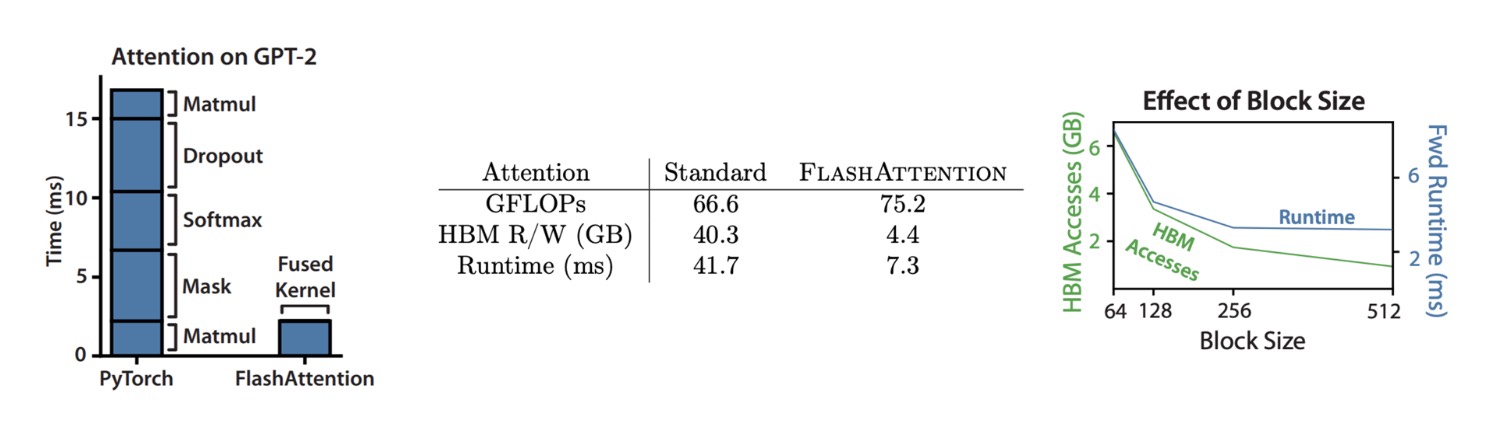 Attention on GPT-2
Time (ms)
15
10
5
0
Matmul
Dropout
Softmax
Mask
Matmul
Fused
Kernel
PyTorch
FlashAttention
Attention Standard FLASHATTENTION
GFLOPs 66.6 75.2
HBM R/W (GB) 40.3 4.4
Runtime (ms) 41.7 7.3
Effect of Block Size
HBM Accesses (GB)
6
4
2
Runtime
HBM
Accesses
6
2
Fwd Runtime (ms)
64 128 256 512
Block Size